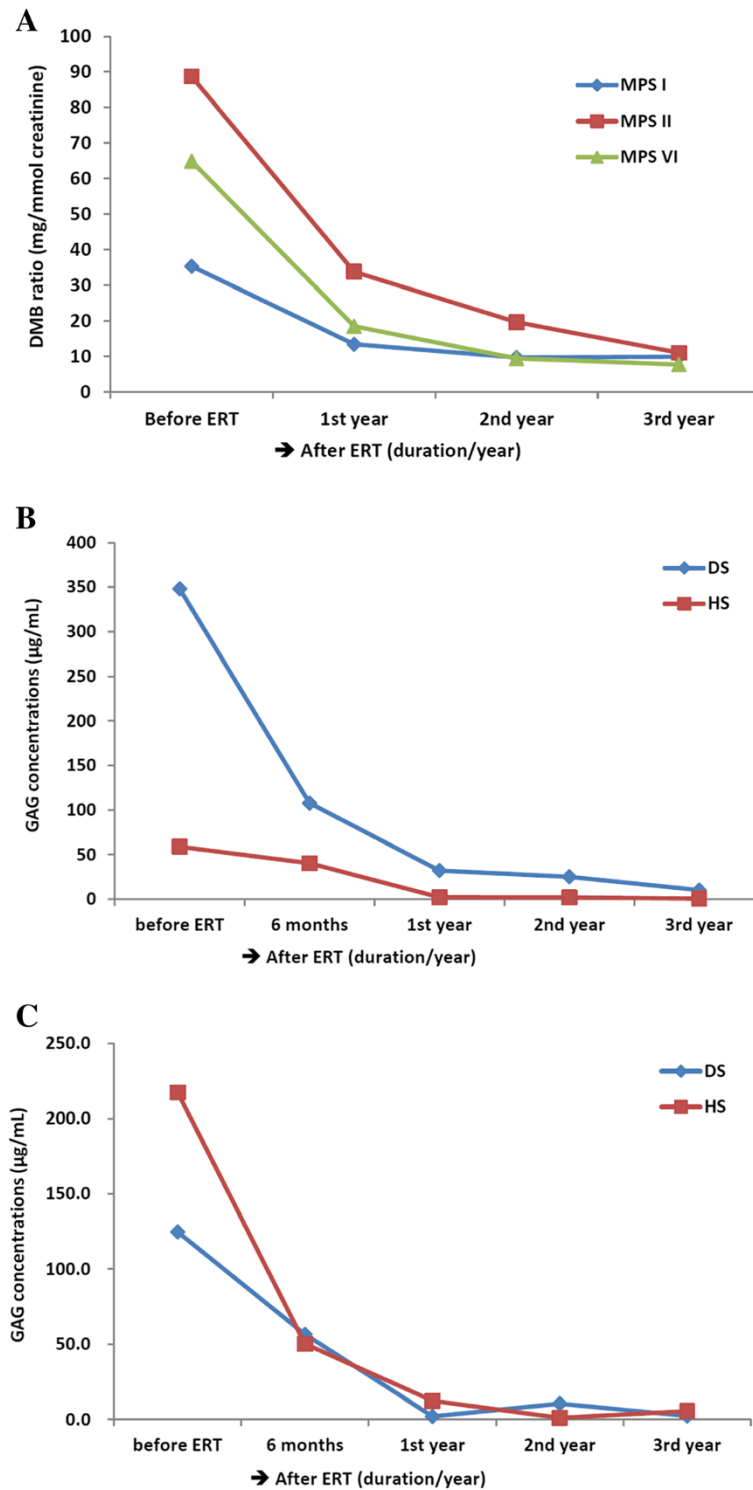 A
DMB ratio (mg/mmol creatinine)
100
90
80
70
60
50
40
30
20
10
0
MPS I
MPS II
MPS VI
Before ERT 1st year 2nd year 3rd year
➔ After ERT (duration/year)
B
GAG concentrations (µg/mL)
400
350
300
250
200
150
100
50
0
DS
HS
before ERT 6 months 1st year 2nd year 3rd year
➔ After ERT (duration/year)
C
GAG concentrations (µg/mL)
250.0
200.0
150.0
100.0
50.0
0.0
DS
HS
before ERT 6 months 1st year 2nd year 3rd year
➔ After ERT (duration/year)